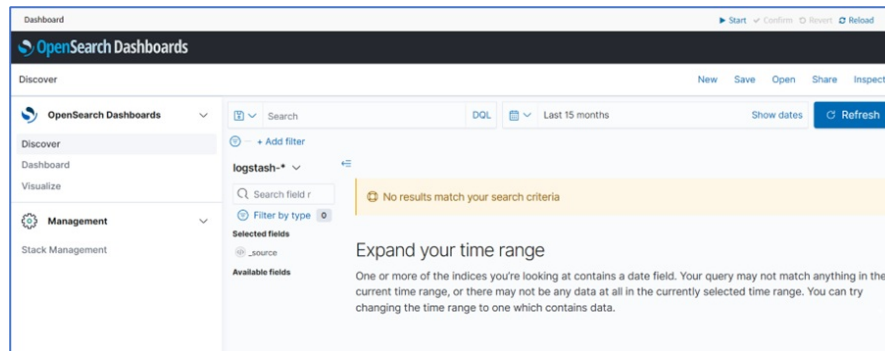 Dashboard
Start Confirm Revert Reload
OpenSearch Dashboards
Discover
New Save Open Share Inspect
OpenSearch Dashboards
Discover
Dashboard
Visualize
Management
Stack Management
Search DQL Last 15 months Show dates Refresh
+ Add filter
logstash-*
Search field r
Filter by type 0
Selected fields
_source
Available fields
No results match your search criteria
Expand your time range
One or more of the indices you're looking at contains a date field. Your query may not match anything in the
current time range, or there may not be any data at all in the currently selected time range. You can try
changing the time range to one which contains data.